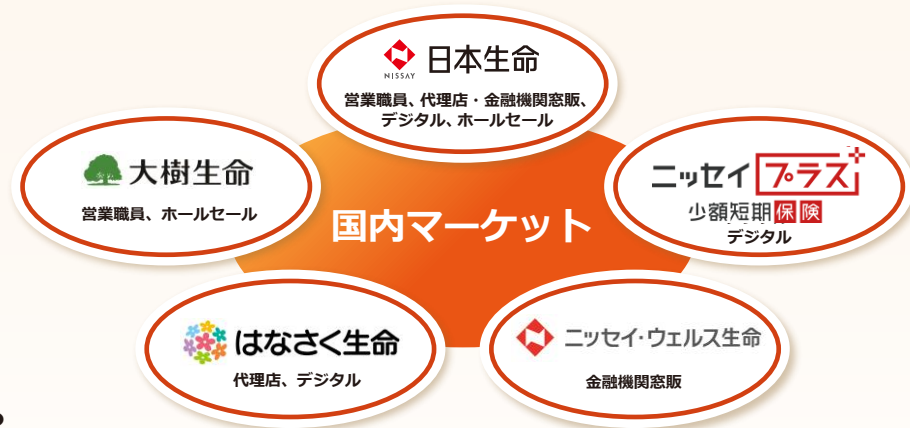 NISSAY
日本生命
営業職員、代理店・金融機関窓販、
デジタル、ホールセール
大樹生命
営業職員、ホールセール
ニッセイプラス
少額短期保険
デジタル
国内マーケット
はなさく生命
代理店、デジタル
ニッセイ・ウェルス生命
金融機関窓販